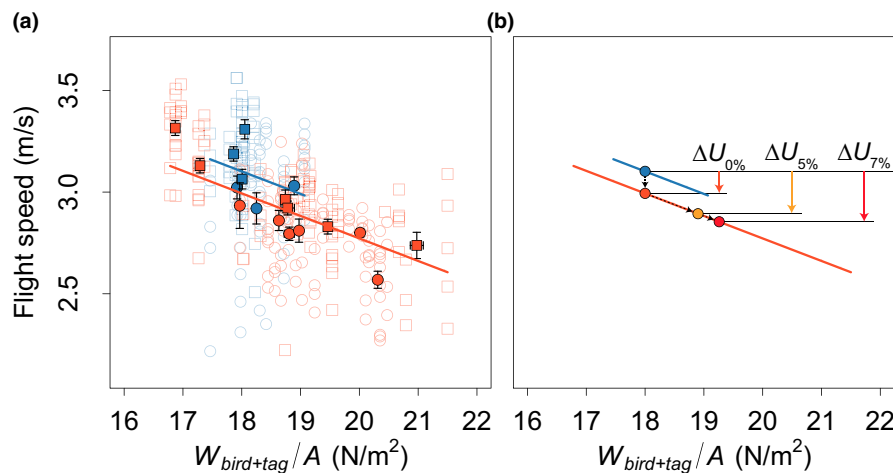 (a)
(b)
3.5
3.0
2.5
Flight speed (m/s)
16 17 18 19 20 21 22
W_bird+tag/A (N/m²)
ΔU_0% ΔU_5% ΔU_7%
16 17 18 19 20 21 22
W_bird+tag/A (N/m²)